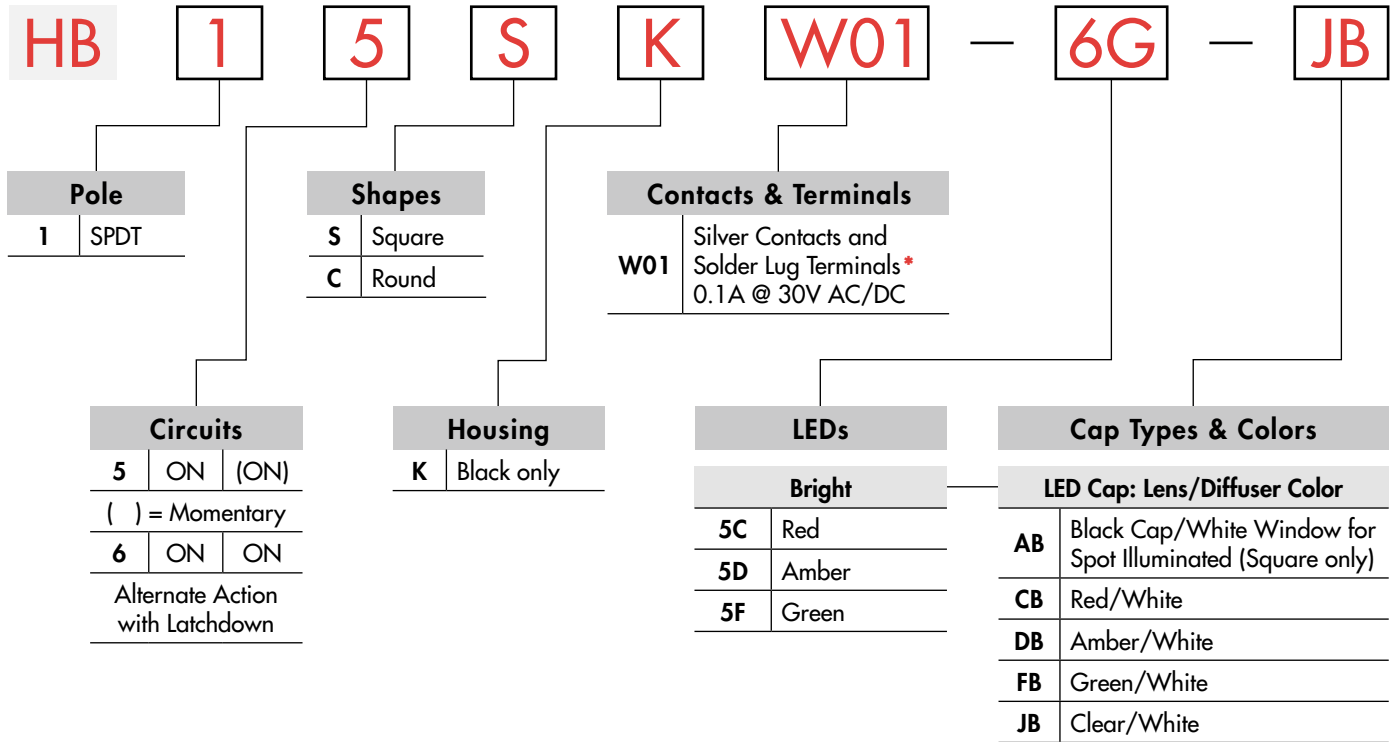 HB 1 5 S K W01 — 6G — JB
Pole
1 SPDT
Shapes
S Square
C Round
Contacts & Terminals
W01 Silver Contacts and
Solder Lug Terminals*
0.1A @ 30V AC/DC
Circuits
5 ON (ON)
( ) = Momentary
6 ON ON
Alternate Action
with Latchdown
Housing
K Black only
LEDs
Bright
5C Red
5D Amber
5F Green
Cap Types & Colors
LED Cap: Lens/Diffuser Color
AB Black Cap/White Window for
Spot Illuminated (Square only)
CB Red/White
DB Amber/White
FB Green/White
JB Clear/White